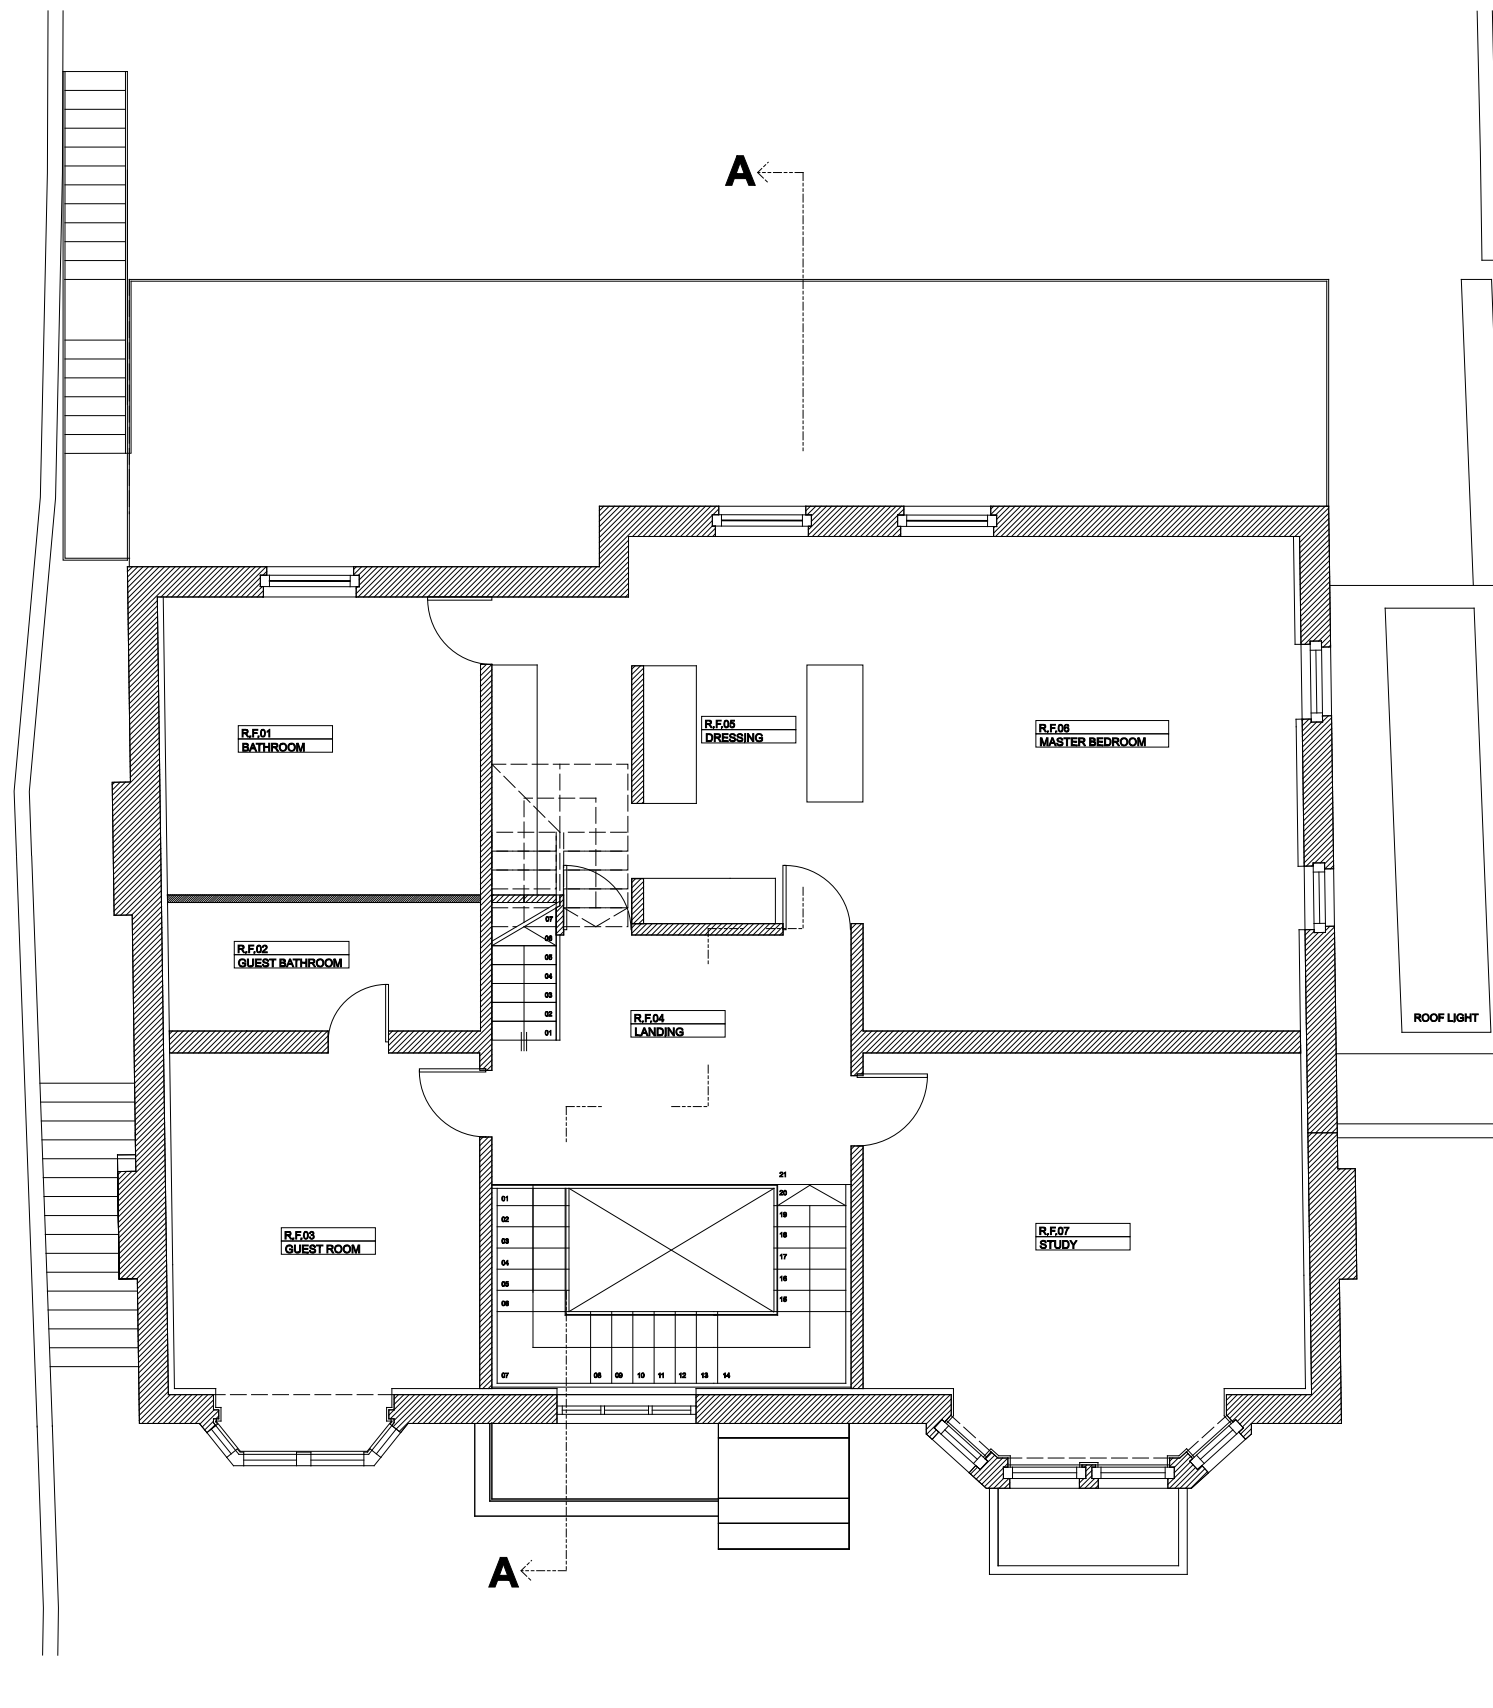 A
R.F.01
BATHROOM
R.F.05
DRESSING
R.F.06
MASTER BEDROOM
R.F.02
GUEST BATHROOM
07
06
05
04
03
02
01
R.F.04
LANDING
ROOF LIGHT
R.F.03
GUEST ROOM
R.F.07
STUDY
21
20
19
18
17
16
15
01
02
03
04
05
06
07 08 09 10 11 12 13 14
A